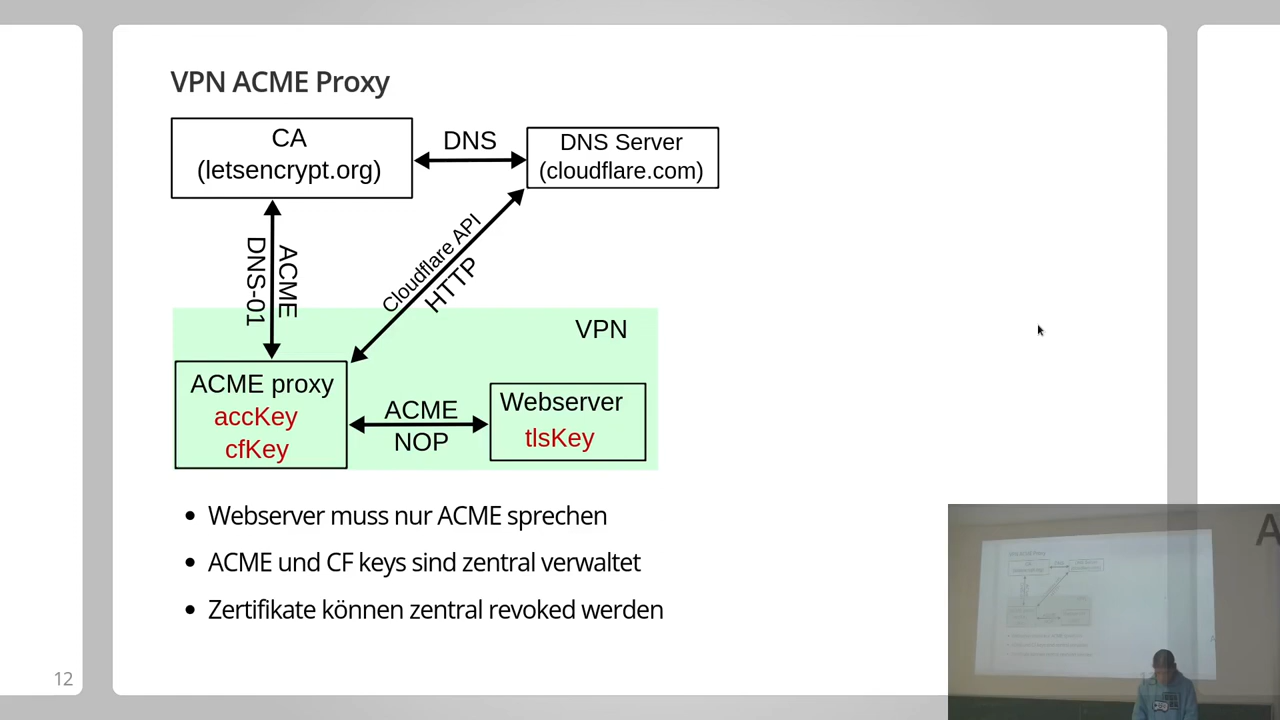 VPN ACME Proxy
CA
(letsencrypt.org)
DNS
DNS Server
(cloudflare.com)
ACME
DNS-01
Cloudflare API
HTTP
VPN
ACME proxy
accKey
cfKey
ACME
NOP
Webserver
tlsKey
• Webserver muss nur ACME sprechen
• ACME und CF keys sind zentral verwaltet
• Zertifikate können zentral revoked werden
12
A